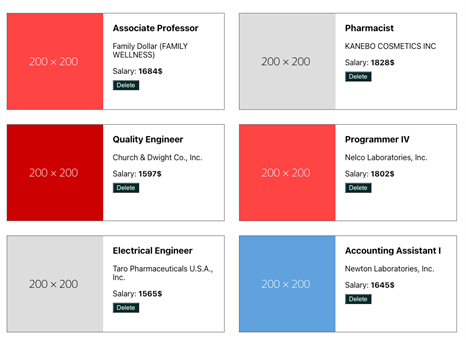 200 × 200
Associate Professor
Family Dollar (FAMILY
WELLNESS)
Salary: 1684$
Delete
200 × 200
Pharmacist
KANEBO COSMETICS INC
Salary: 1828$
Delete
200 × 200
Quality Engineer
Church & Dwight Co., Inc.
Salary: 1597$
Delete
200 × 200
Programmer IV
Nelco Laboratories, Inc.
Salary: 1802$
Delete
200 × 200
Electrical Engineer
Taro Pharmaceuticals U.S.A.,
Inc.
Salary: 1565$
Delete
200 × 200
Accounting Assistant I
Newton Laboratories, Inc.
Salary: 1645$
Delete